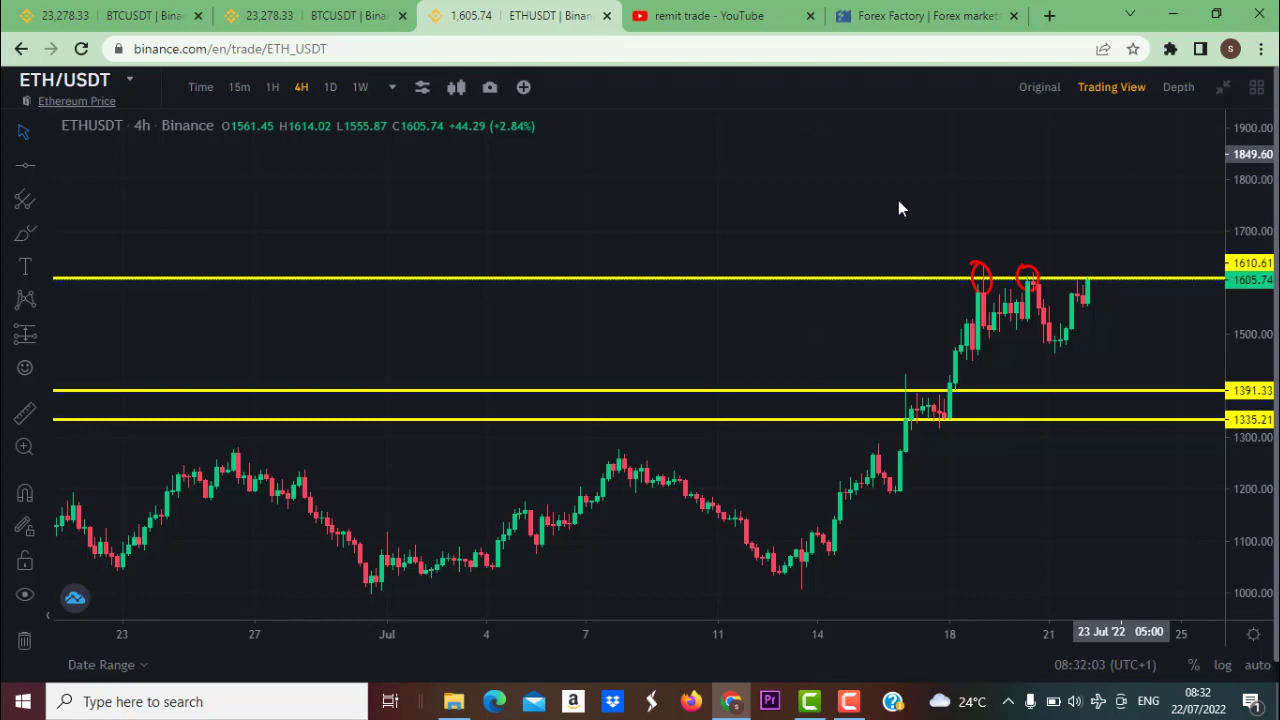 23,278.33 BTCUSDT | Binan
23,278.33 BTCUSDT | Binan
1,605.74 ETHUSDT | Binan
remit trade - YouTube
Forex Factory | Forex market
binance.com/en/trade/ETH_USDT
S
ETH/USDT
Ethereum Price
Time 15m 1H 4H 1D 1W
Original Trading View Depth
ETHUSDT · 4h · Binance O1561.45 H1614.02 L1555.87 C1605.74 +44.29 (+2.84%)
1900.00
1849.60
1800.00
1700.00
1610.61
1605.74
1500.00
1391.33
1335.21
1300.00
1200.00
1100.00
1000.00
23 27 Jul 4 7 11 14 18 21 23 Jul '22 05:00 25
Date Range
08:32:03 (UTC+1) % log auto
Type here to search
24°C
ENG
08:32
22/07/2022
1